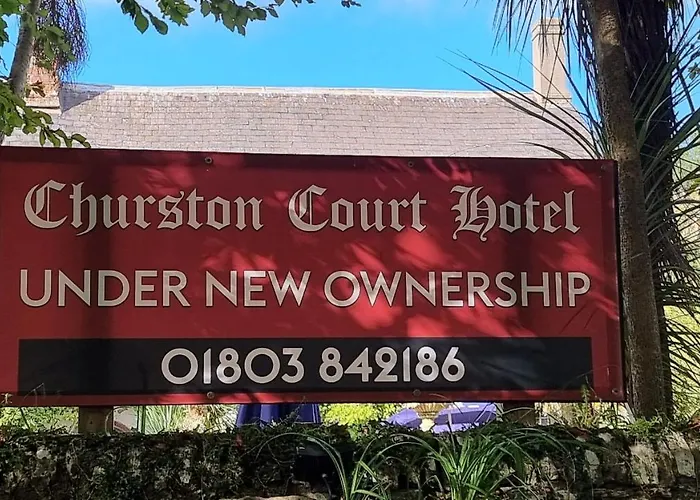 Churston Court Hotel
UNDER NEW OWNERSHIP
01803 842186